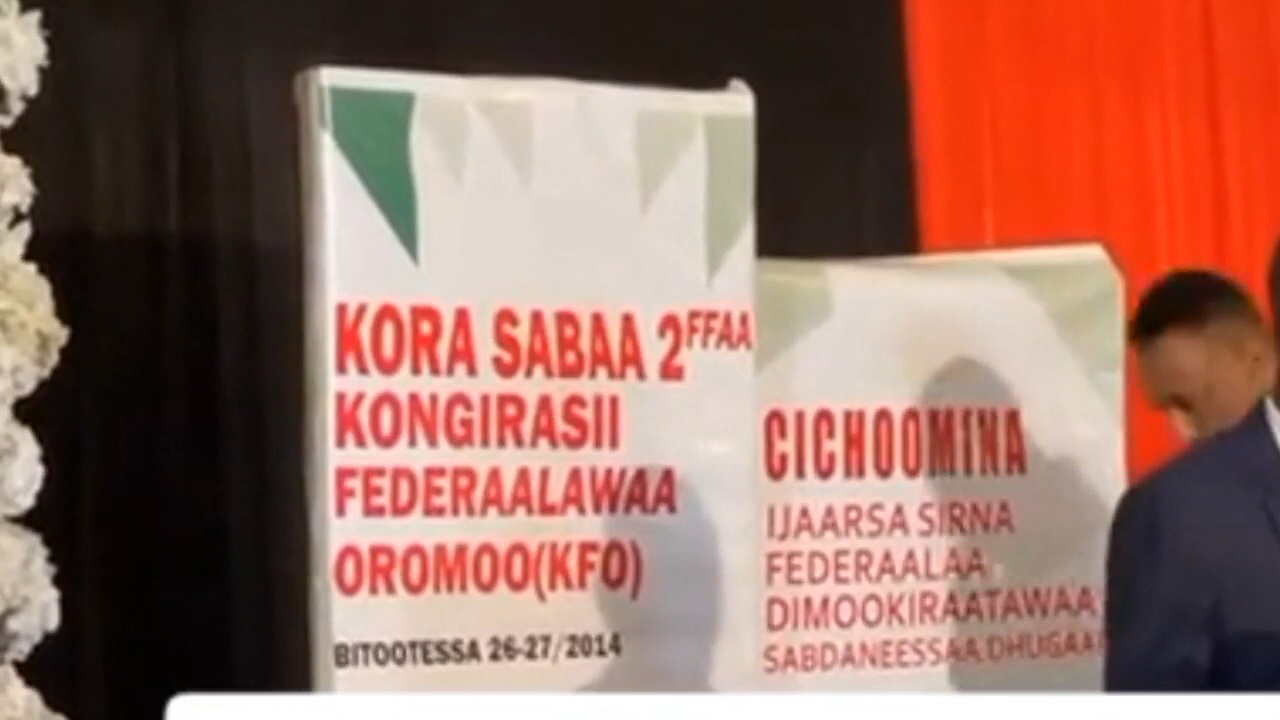 KORA SABAA 2FFAA
KONGIRASII
FEDERAALAWAA
OROMOO(KFO)
BITOOTESSA 26-27/2014
CICHOOMINA
IJAARSA SIRNA
FEDERAALAA
DIMOOKIRAATAWAA
SABDANEESSAA DHUGAA